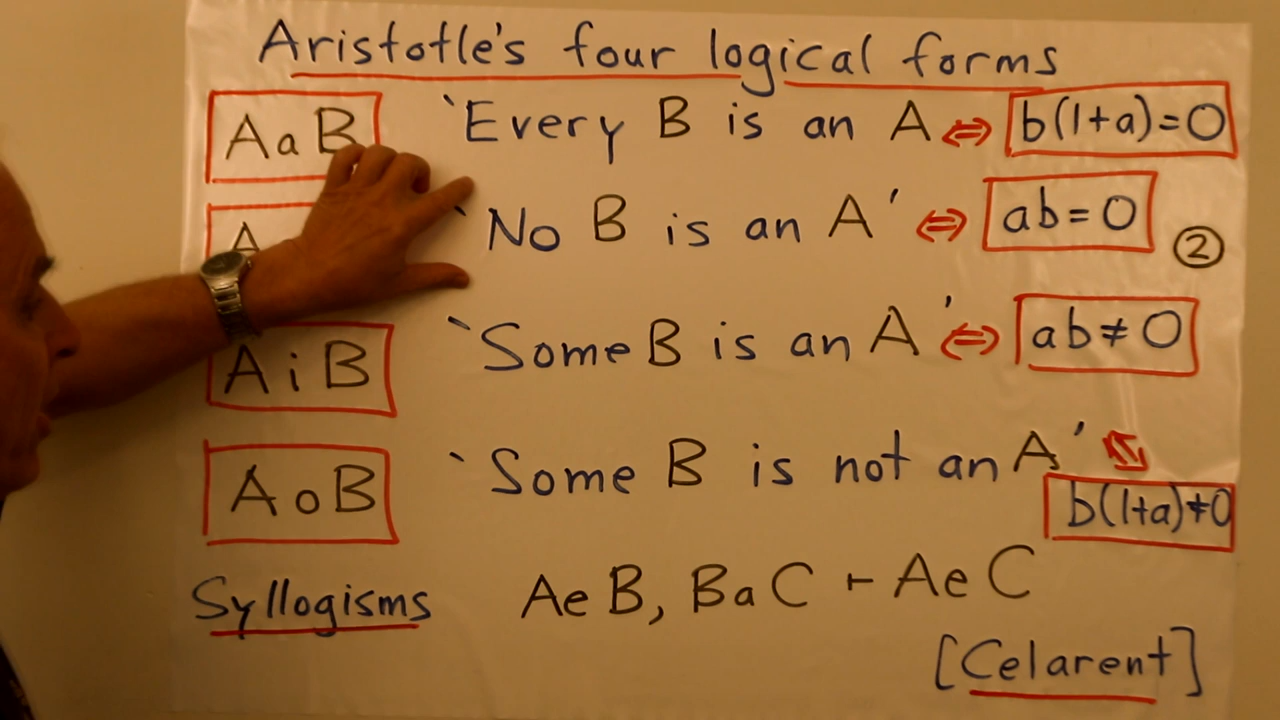 Aristotle's four logical forms
AaB `Every B is an A ⇔ b(1+a)=0
A `No B is an A' ⇔ ab=0
②
AiB `Some B is an A' ⇔ ab≠0
AoB `Some B is not an A' ⇔
b(1+a)≠0
Syllogisms AeB, BaC ⊢ AeC
[Celarent]